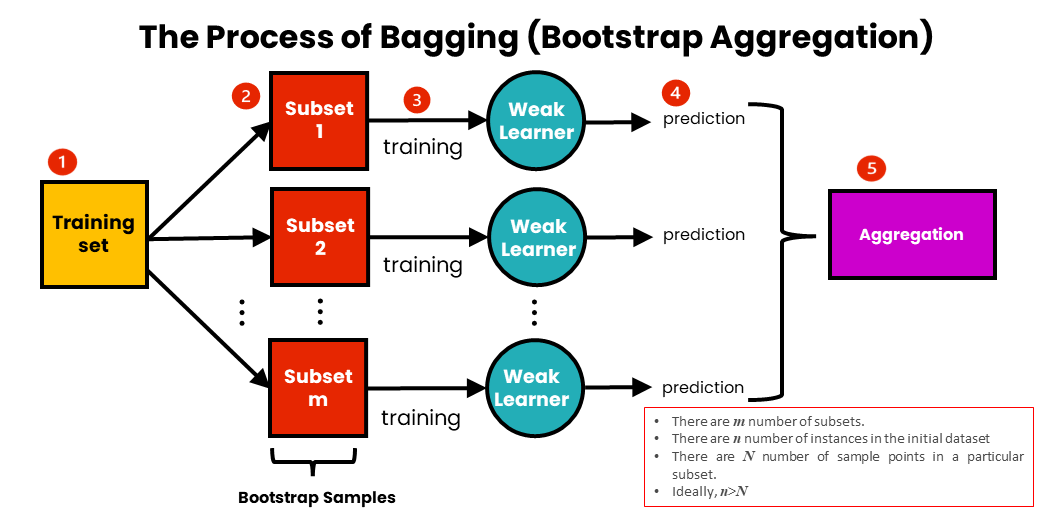 The Process of Bagging (Bootstrap Aggregation)
1
Training
set
2
Subset
1
3
training
Weak
Learner
4
prediction
Subset
2
training
Weak
Learner
prediction
Subset
m
training
Weak
Learner
prediction
5
Aggregation
Bootstrap Samples
• There are m number of subsets.
• There are n number of instances in the initial dataset
• There are N number of sample points in a particular
subset.
• Ideally, n>N